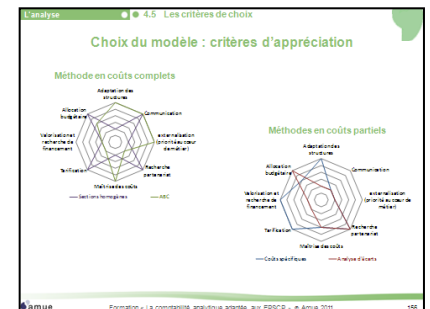 L'analyse
4.5 Les critères de choix
Choix du modèle : critères d'appréciation
Méthode en coûts complets
Adaptation des
structures
Allocation
budgétaire
Communication
Valorisation et
recherche de
financement
externalisation
(priorité au cœur
de métier)
Tarification
Recherche
partenariat
Maîtrise des coûts
Sections homogènes
ABC
Méthodes en coûts partiels
Adaptation des
structures
Allocation
budgétaire
Communication
Valorisation et
recherche de
financement
externalisation
(priorité au cœur de
métier)
Tarification
Recherche
partenariat
Maîtrise des coûts
Coûts spécifiques
Analyse d'écarts
amue
Formation « La comptabilité analytique adaptée aux EPSCP » © Amue 2011
156